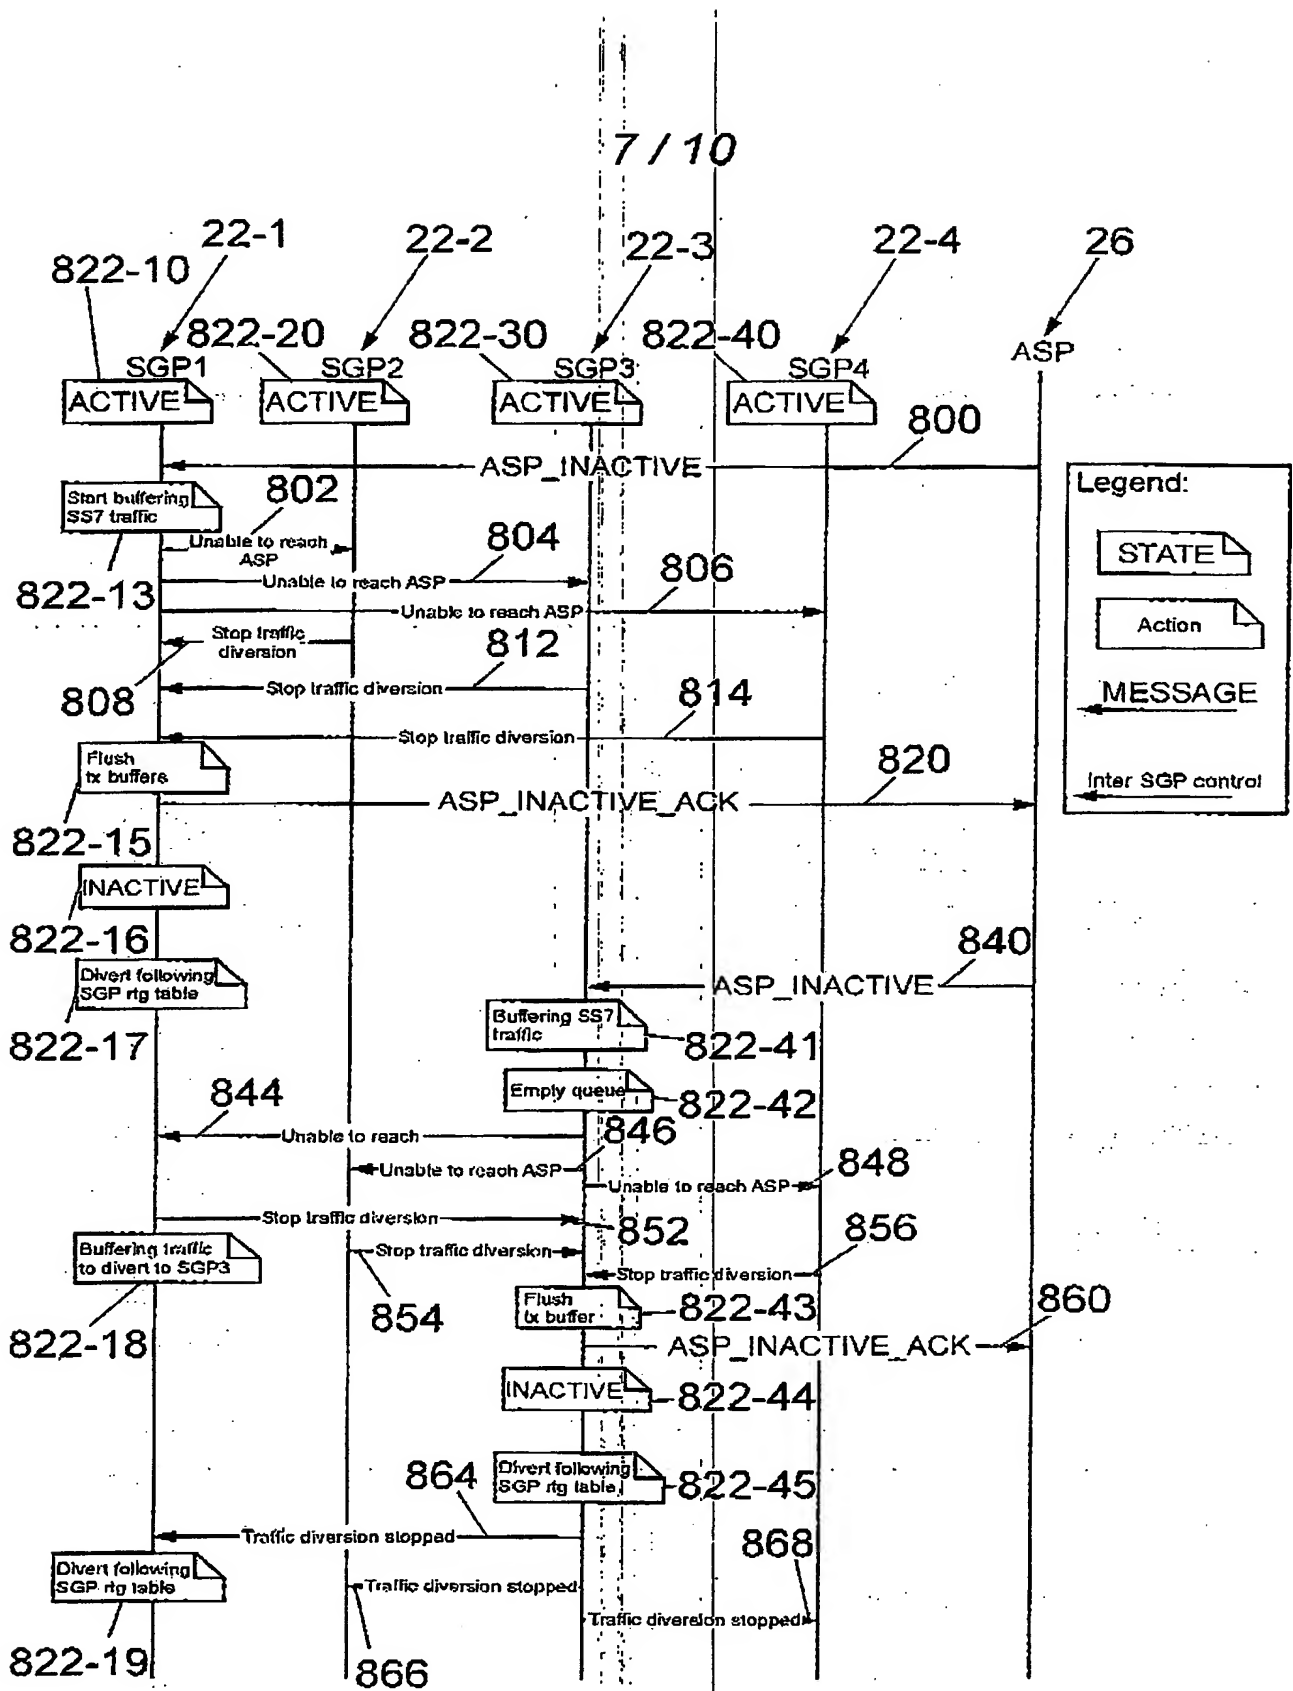 7 / 10
22-1
22-2
22-3
22-4
26
822-10
822-20
822-30
822-40
SGP1
SGP2
SGP3
SGP4
ASP
ACTIVE
ACTIVE
ACTIVE
ACTIVE
800
ASP_INACTIVE
Legend:
STATE
Action
MESSAGE
Inter SGP control
Start buffering
SS7 traffic
802
Unable to reach
ASP
804
822-13
Unable to reach ASP
806
Unable to reach ASP
Stop traffic
diversion
812
808
Stop traffic diversion
814
Stop traffic diversion
Flush
tx buffers
820
ASP_INACTIVE_ACK
822-15
INACTIVE
822-16
840
Divert following
SGP rtg table
ASP_INACTIVE
822-17
Buffering SS7
traffic
822-41
Empty queue
822-42
844
846
Unable to reach
Unable to reach ASP
848
Unable to reach ASP
Stop traffic diversion
852
856
Buffering traffic
to divert to SGP3
Stop traffic diversion
Stop traffic diversion
854
Flush
tx buffer
822-43
860
822-18
ASP_INACTIVE_ACK
INACTIVE
822-44
864
Divert following
SGP rtg table
822-45
Traffic diversion stopped
868
Divert following
SGP rtg table
Traffic diversion stopped
Traffic diversion stopped
822-19
866